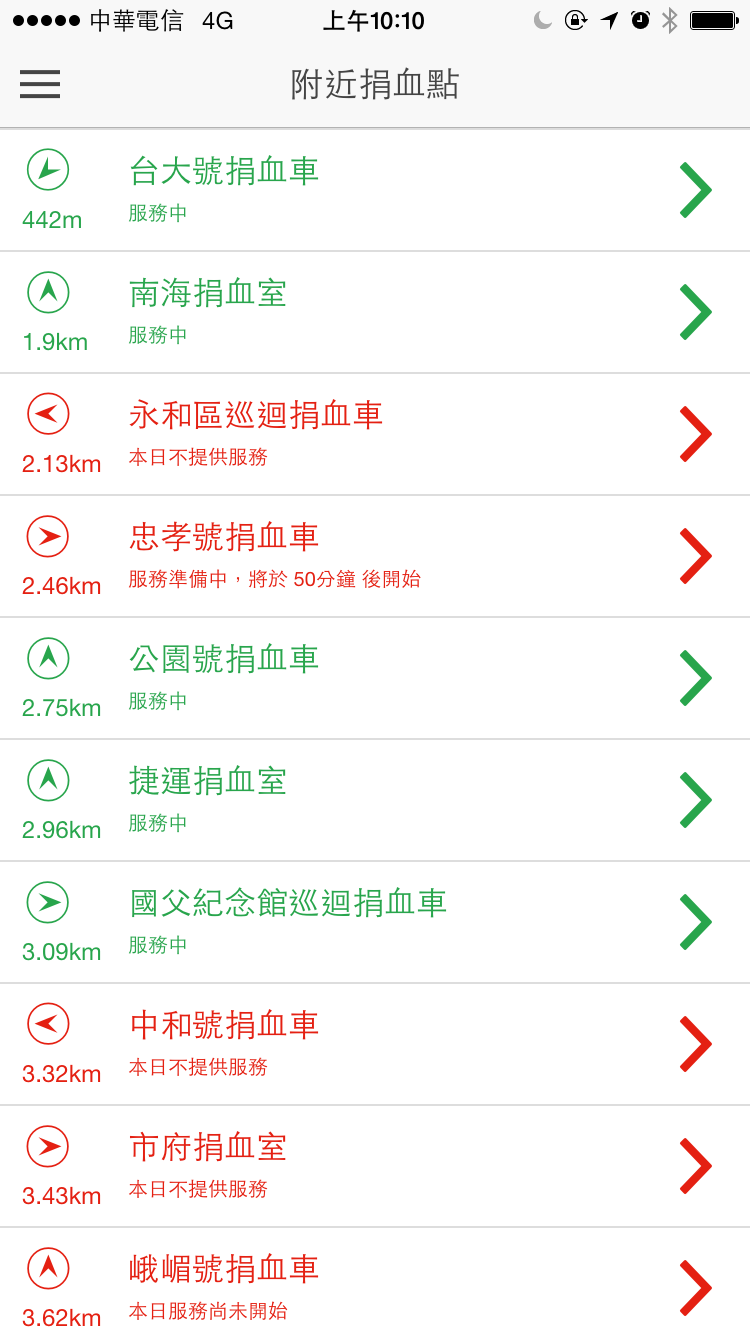 中華電信 4G 上午10:10
附近捐血點
台大號捐血車
442m 服務中
南海捐血室
1.9km 服務中
永和區巡迴捐血車
2.13km 本日不提供服務
忠孝號捐血車
2.46km 服務準備中，將於 50分鐘 後開始
公園號捐血車
2.75km 服務中
捷運捐血室
2.96km 服務中
國父紀念館巡迴捐血車
3.09km 服務中
中和號捐血車
3.32km 本日不提供服務
市府捐血室
3.43km 本日不提供服務
峨嵋號捐血車
3.62km 本日服務尚未開始